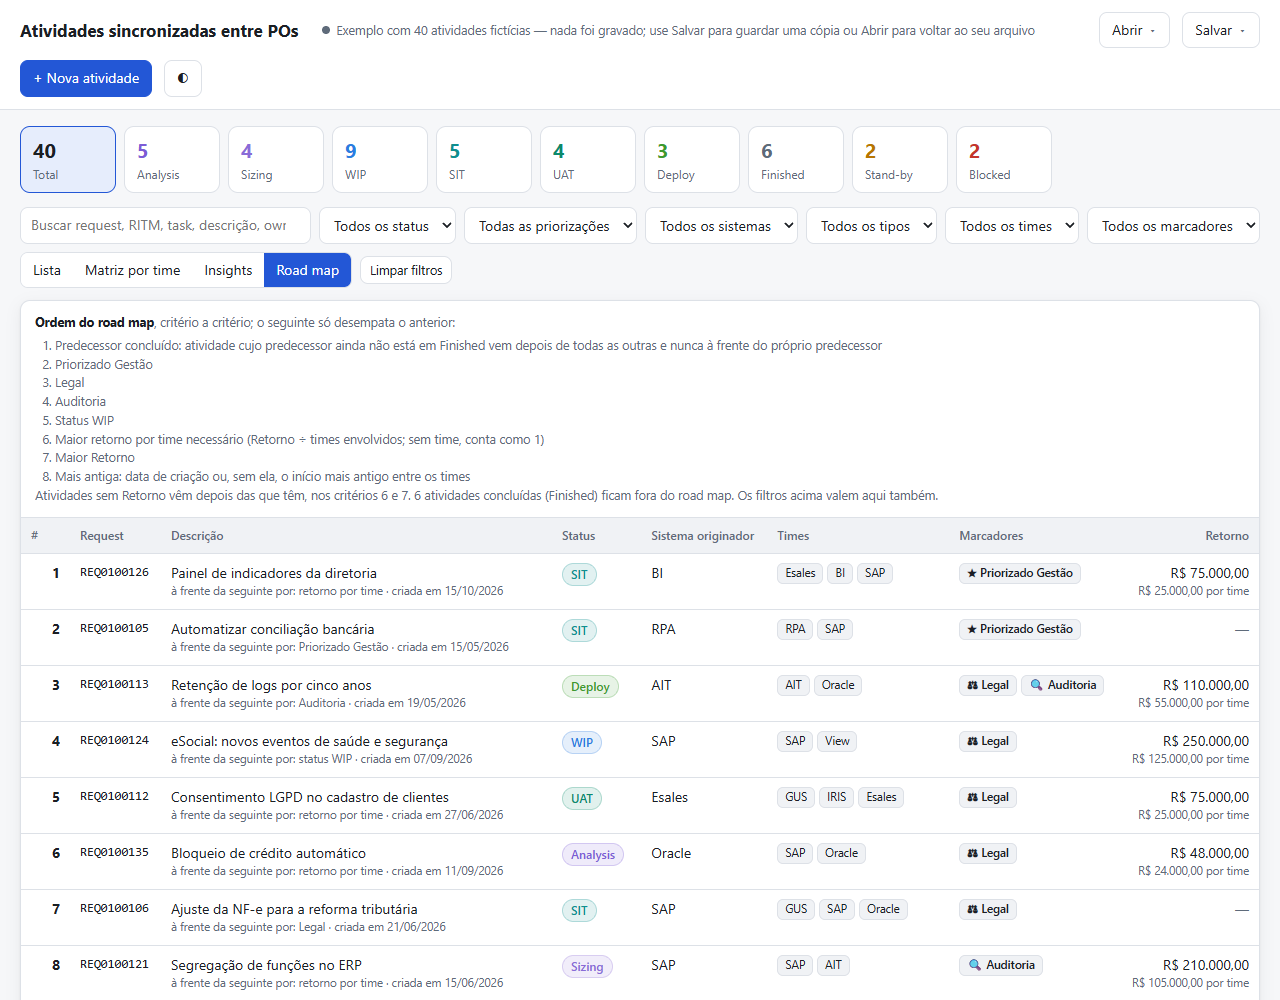 Atividades sincronizadas entre POs
● Exemplo com 40 atividades fictícias — nada foi gravado; use Salvar para guardar uma cópia ou Abrir para voltar ao seu arquivo
Abrir
Salvar
+ Nova atividade
40 Total
5 Analysis
4 Sizing
9 WIP
5 SIT
4 UAT
3 Deploy
6 Finished
2 Stand-by
2 Blocked
Buscar request, RITM, task, descrição, owr
Todos os status
Todas as priorizações
Todos os sistemas
Todos os tipos
Todos os times
Todos os marcadores
Lista
Matriz por time
Insights
Road map
Limpar filtros
Ordem do road map, critério a critério; o seguinte só desempata o anterior:
1. Predecessor concluído: atividade cujo predecessor ainda não está em Finished vem depois de todas as outras e nunca à frente do próprio predecessor
2. Priorizado Gestão
3. Legal
4. Auditoria
5. Status WIP
6. Maior retorno por time necessário (Retorno ÷ times envolvidos; sem time, conta como 1)
7. Maior Retorno
8. Mais antiga: data de criação ou, sem ela, o início mais antigo entre os times
Atividades sem Retorno vêm depois das que têm, nos critérios 6 e 7. 6 atividades concluídas (Finished) ficam fora do road map. Os filtros acima valem aqui também.
# Request Descrição Status Sistema originador Times Marcadores Retorno
1 REQ0100126 Painel de indicadores da diretoria SIT BI Esales BI SAP ★ Priorizado Gestão R$ 75.000,00
à frente da seguinte por: retorno por time · criada em 15/10/2026 R$ 25.000,00 por time
2 REQ0100105 Automatizar conciliação bancária SIT RPA RPA SAP ★ Priorizado Gestão —
à frente da seguinte por: Priorizado Gestão · criada em 15/05/2026
3 REQ0100113 Retenção de logs por cinco anos Deploy AIT AIT Oracle Legal Auditoria R$ 110.000,00
à frente da seguinte por: Auditoria · criada em 19/05/2026 R$ 55.000,00 por time
4 REQ0100124 eSocial: novos eventos de saúde e segurança WIP SAP SAP View Legal R$ 250.000,00
à frente da seguinte por: status WIP · criada em 07/09/2026 R$ 125.000,00 por time
5 REQ0100112 Consentimento LGPD no cadastro de clientes UAT Esales GUS IRIS Esales Legal R$ 75.000,00
à frente da seguinte por: retorno por time · criada em 27/06/2026 R$ 25.000,00 por time
6 REQ0100135 Bloqueio de crédito automático Analysis Oracle SAP Oracle Legal R$ 48.000,00
à frente da seguinte por: retorno por time · criada em 11/09/2026 R$ 24.000,00 por time
7 REQ0100106 Ajuste da NF-e para a reforma tributária SIT SAP GUS SAP Oracle Legal —
à frente da seguinte por: Legal · criada em 21/06/2026
8 REQ0100121 Segregação de funções no ERP Sizing SAP SAP AIT Auditoria R$ 210.000,00
à frente da seguinte por: retorno por time · criada em 15/06/2026 R$ 105.000,00 por time